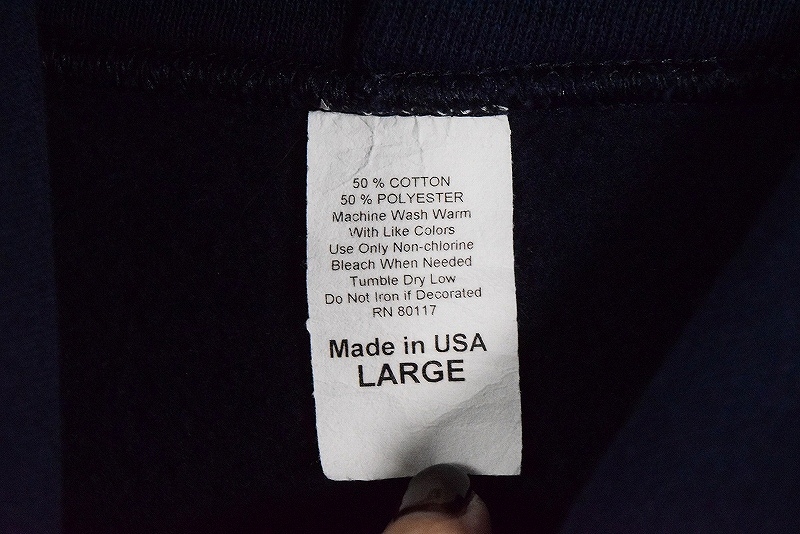 50 % COTTON
50 % POLYESTER
Machine Wash Warm
With Like Colors
Use Only Non-chlorine
Bleach When Needed
Tumble Dry Low
Do Not Iron if Decorated
RN 80117
Made in USA
LARGE